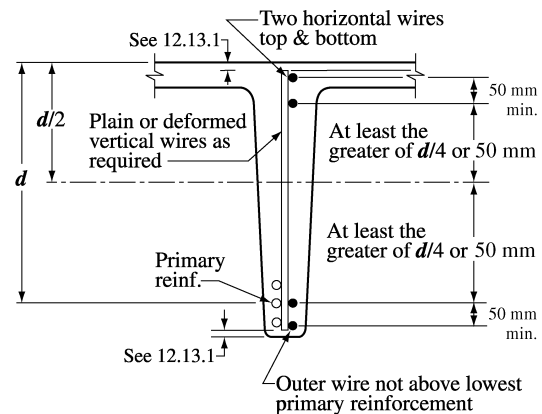 Two horizontal wires
top & bottom
See 12.13.1
50 mm
min.
d/2
Plain or deformed
vertical wires as
required
At least the
greater of d/4 or 50 mm
d
At least the
greater of d/4 or 50 mm
Primary
reinf.
50 mm
min.
See 12.13.1
Outer wire not above lowest
primary reinforcement